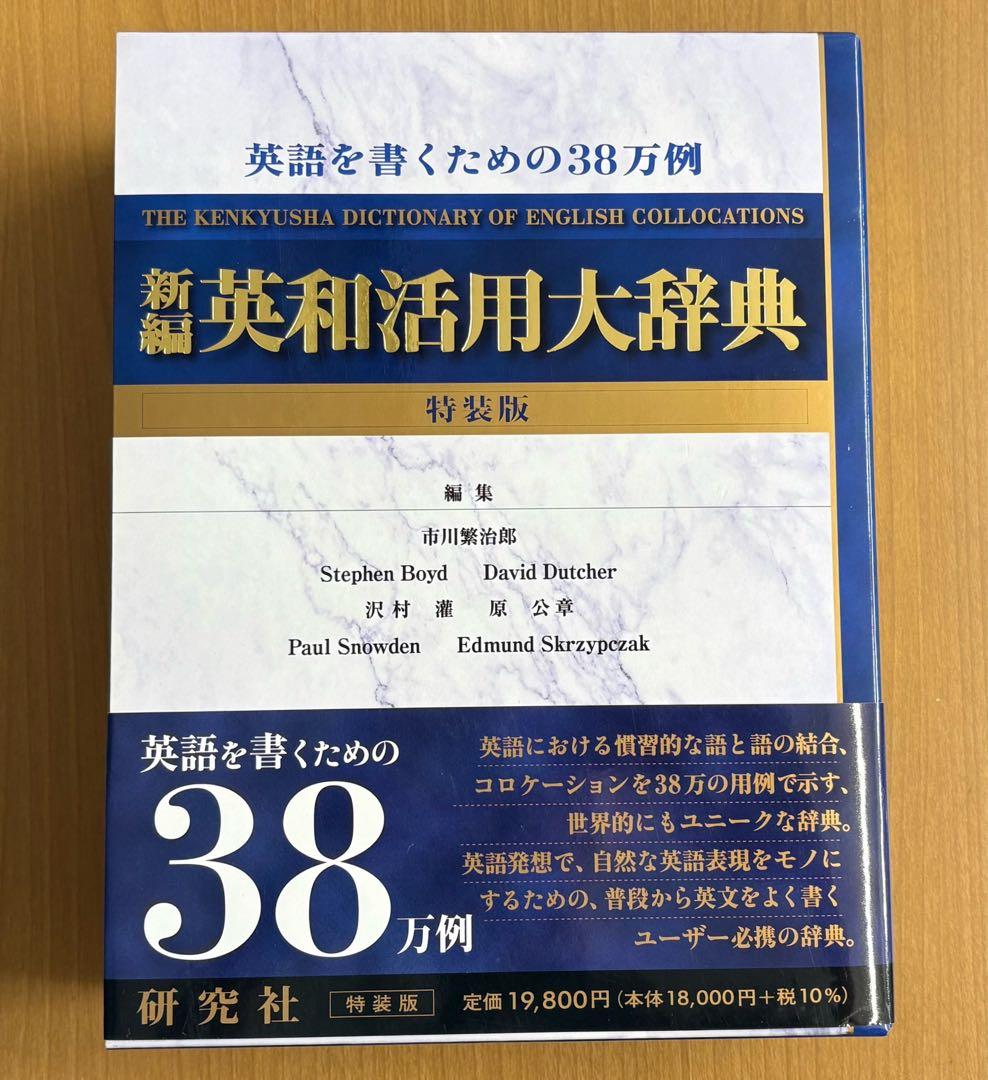 英語を書くための38万例
THE KENKYUSHA DICTIONARY OF ENGLISH COLLOCATIONS
新編 英和活用大辞典
特装版
編集
市川繁治郎
Stephen Boyd David Dutcher
沢村 灌 原 公章
Paul Snowden Edmund Skrzypczak
英語を書くための
38万例
英語における慣習的な語と語の結合、
コロケーションを38万の用例で示す、
世界的にもユニークな辞典。
英語発想で、自然な英語表現をモノに
するための、普段から英文をよく書く
ユーザー必携の辞典。
研究社 特装版 定価19,800円(本体18,000円+税10%)